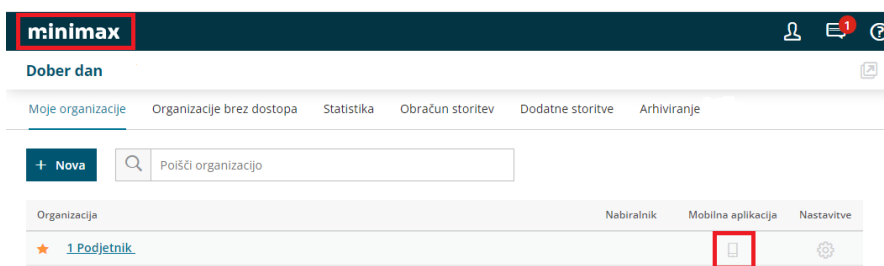 minimax
1
Dober dan
Moje organizacije Organizacije brez dostopa Statistika Obračun storitev Dodatne storitve Arhiviranje
+ Nova Poišči organizacijo
Organizacija Nabiralnik Mobilna aplikacija Nastavitve
1 Podjetnik